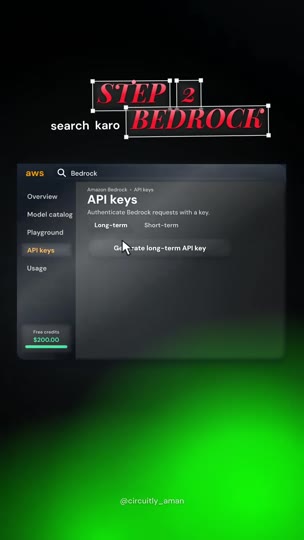 STEP 2
search karo BEDROCK
aws Bedrock
Overview
Model catalog
Playground
API keys
Usage
Free credits
$200.00
Amazon Bedrock › API keys
API keys
Authenticate Bedrock requests with a key.
Long-term Short-term
Generate long-term API key
@circuitly_aman